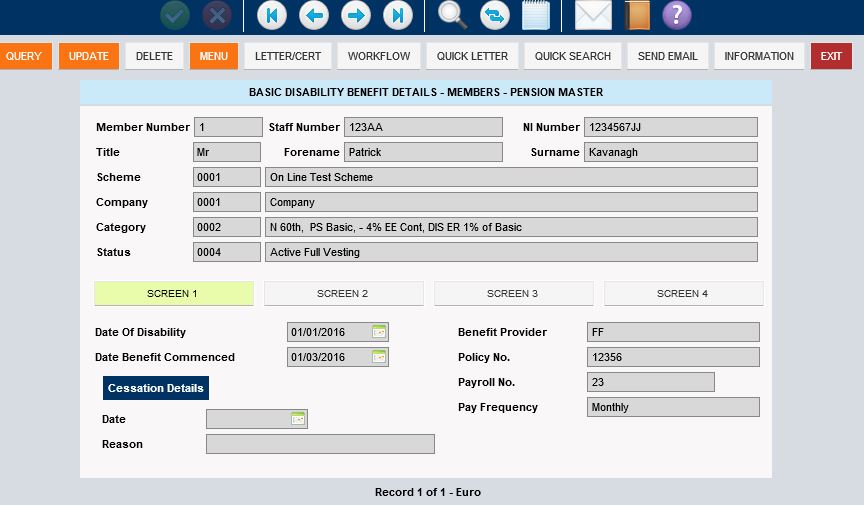 QUERY UPDATE DELETE MENU LETTER/CERT WORKFLOW QUICK LETTER QUICK SEARCH SEND EMAIL INFORMATION EXIT
BASIC DISABILITY BENEFIT DETAILS - MEMBERS - PENSION MASTER
Member Number 1 Staff Number 123AA NI Number 1234567JJ
Title Mr Forename Patrick Surname Kavanagh
Scheme 0001 On Line Test Scheme
Company 0001 Company
Category 0002 N 60th, PS Basic, - 4% EE Cont, DIS ER 1% of Basic
Status 0004 Active Full Vesting
SCREEN 1 SCREEN 2 SCREEN 3 SCREEN 4
Date Of Disability 01/01/2016 Benefit Provider FF
Date Benefit Commenced 01/03/2016 Policy No. 12356
Cessation Details Payroll No. 23
Date Pay Frequency Monthly
Reason
Record 1 of 1 - Euro